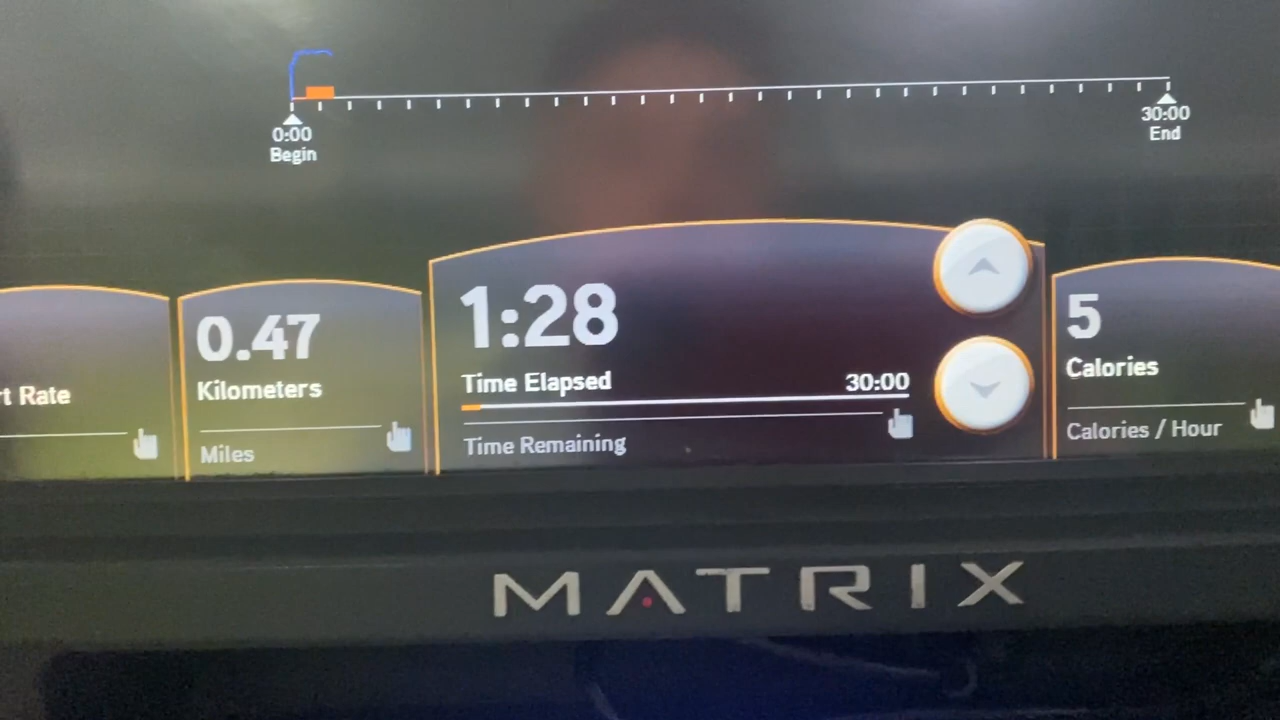 0:00
Begin
30:00
End
t Rate
0.47
Kilometers
Miles
1:28
Time Elapsed
30:00
Time Remaining
5
Calories
Calories / Hour
MATRIX